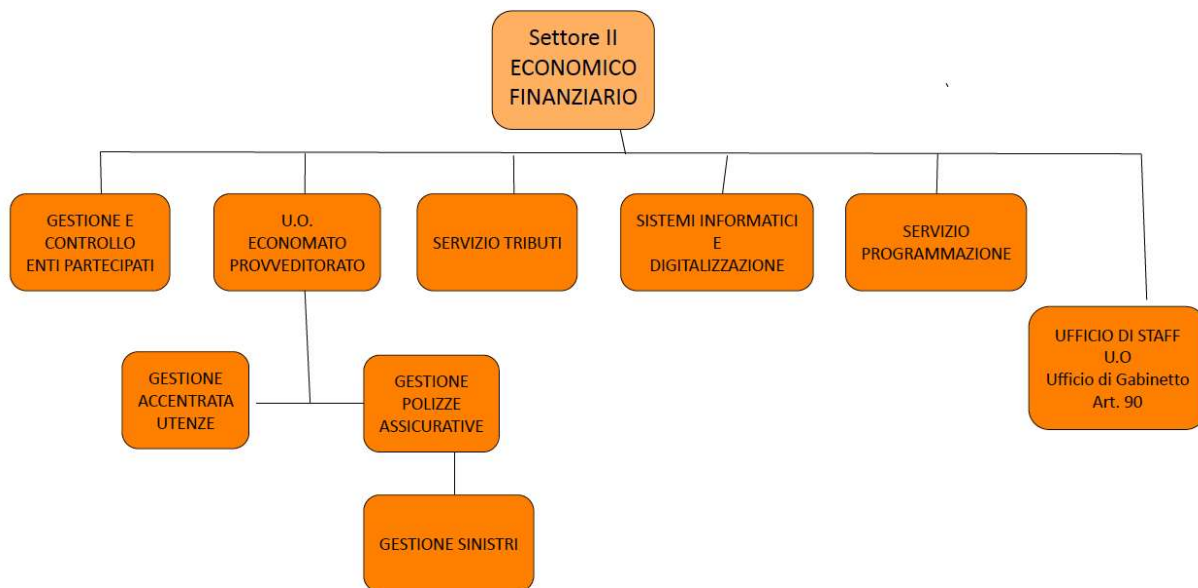 Settore II
ECONOMICO
FINANZIARIO
GESTIONE E
CONTROLLO
ENTI PARTECIPATI
U.O.
ECONOMATO
PROVVEDITORATO
SERVIZIO TRIBUTI
SISTEMI INFORMATICI
E
DIGITALIZZAZIONE
SERVIZIO
PROGRAMMAZIONE
UFFICIO DI STAFF
U.O
Ufficio di Gabinetto
Art. 90
GESTIONE
ACCENTRATA
UTENZE
GESTIONE
POLIZZE
ASSICURATIVE
GESTIONE SINISTRI